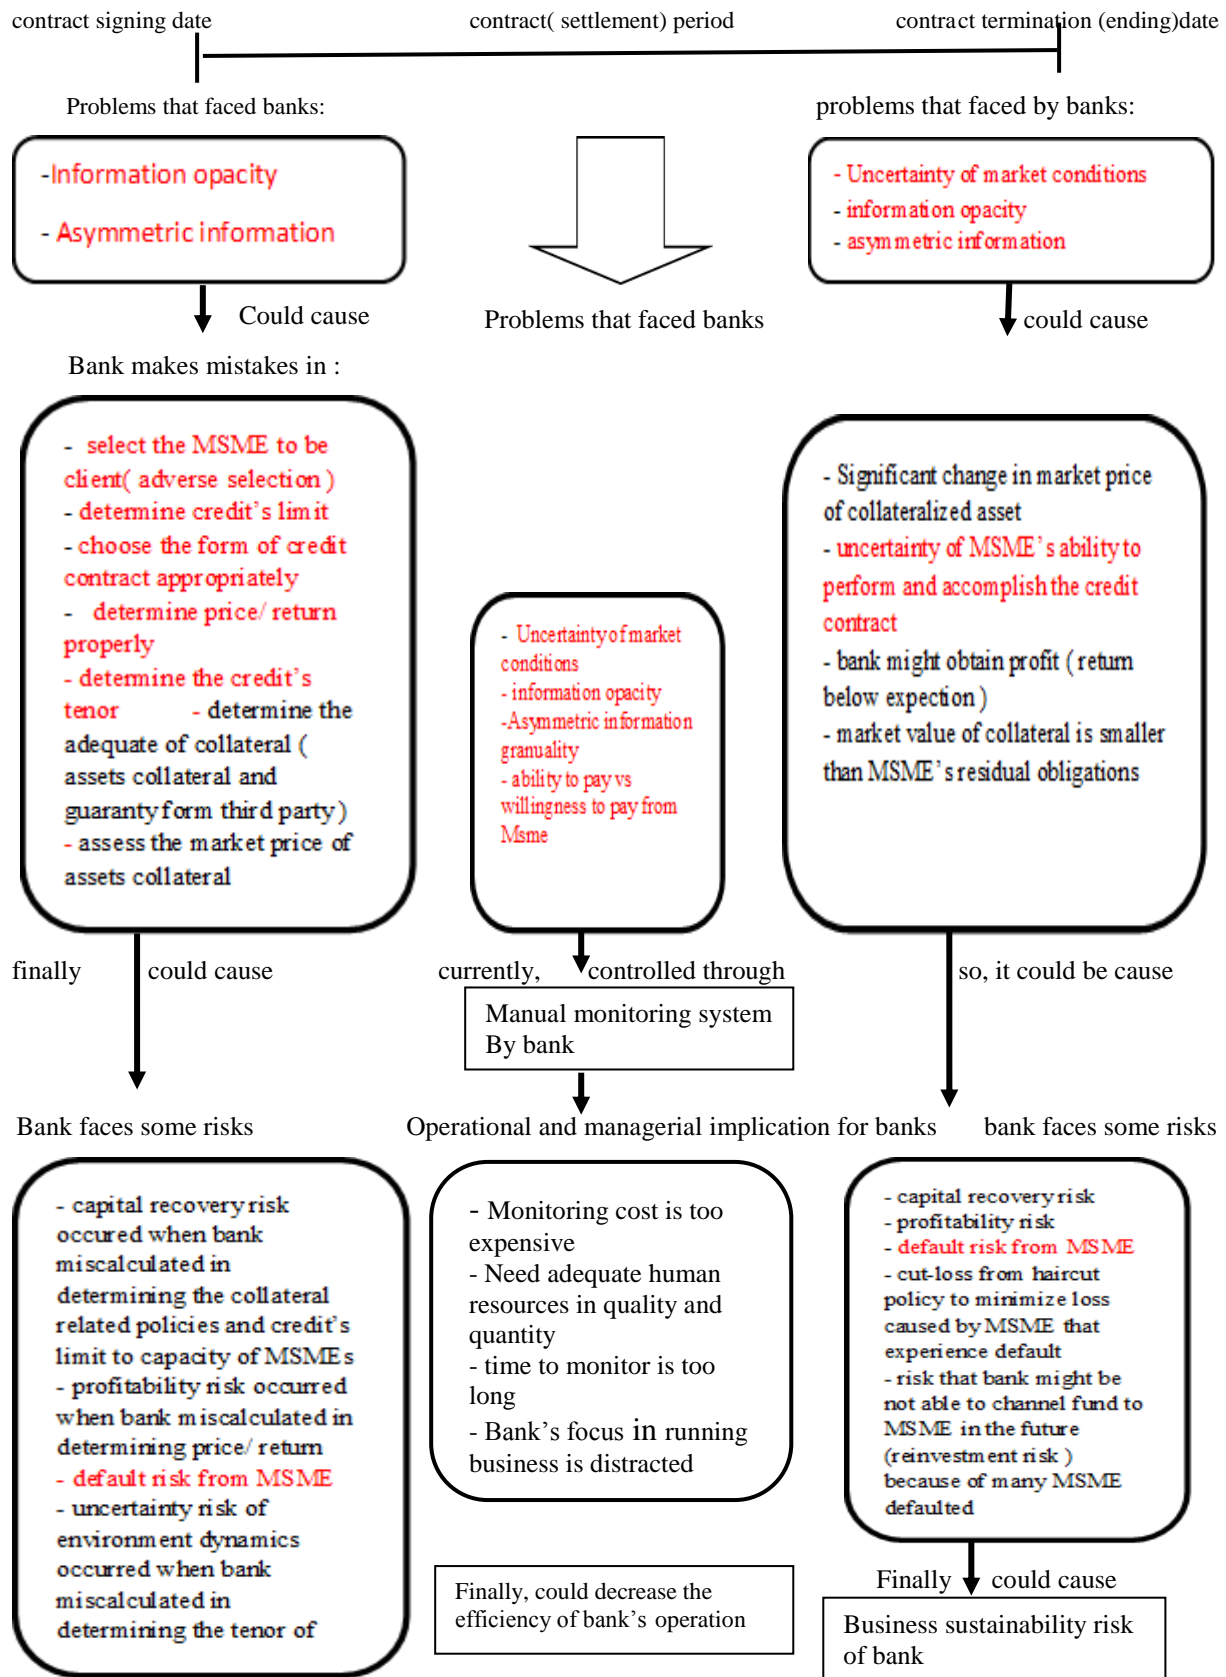 contract signing date
contract( settlement) period
contract termination (ending)date
Problems that faced banks:
-Information opacity
- Asymmetric information
Could cause
Bank makes mistakes in :
- select the MSME to be
client( adverse selection )
- determine credit's limit
- choose the form of credit
contract appropriately
- determine price/ return
properly
- determine the credit's
tenor - determine the
adequate of collateral (
assets collateral and
guaranty form third party )
- assess the market price of
assets collateral
finally could cause
Bank faces some risks
- capital recovery risk
occured when bank
miscalculated in
determining the collateral
related policies and credit's
limit to capacity of MSMEs
- profitability risk occurred
when bank miscalculated in
determining price/ return
- default risk from MSME
- uncertainty risk of
environment dynamics
occurred when bank
miscalculated in
determining the tenor of
Problems that faced banks
- Uncertainty of market
conditions
- information opacity
-Asymmetric information
granuality
- ability to pay vs
willingness to pay from
Msme
currently, controlled through
Manual monitoring system
By bank
Operational and managerial implication for banks
- Monitoring cost is too
expensive
- Need adequate human
resources in quality and
quantity
- time to monitor is too
long
- Bank's focus in running
business is distracted
Finally, could decrease the
efficiency of bank's operation
problems that faced by banks:
- Uncertainty of market conditions
- information opacity
- asymmetric information
could cause
- Significant change in market price
of collateralized asset
- uncertainty of MSME's ability to
perform and accomplish the credit
contract
- bank might obtain profit ( return
below expection )
- market value of collateral is smaller
than MSME's residual obligations
so, it could be cause
bank faces some risks
- capital recovery risk
- profitability risk
- default risk from MSME
- cut-loss from haircut
policy to minimize loss
caused by MSME that
experience default
- risk that bank might be
not able to channel fund to
MSME in the future
(reinvestment risk )
because of many MSME
defaulted
Finally could cause
Business sustainability risk
of bank